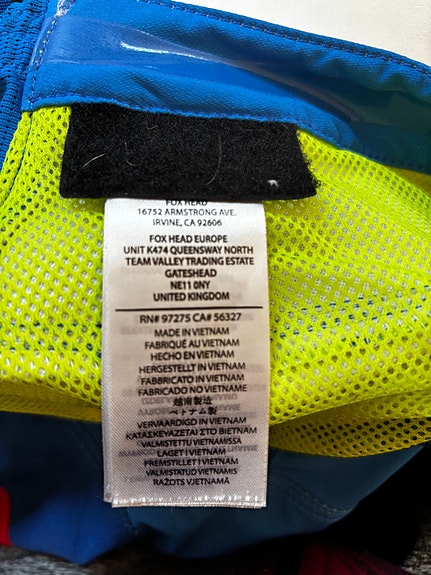 FOX HEAD
16752 ARMSTRONG AVE.
IRVINE, CA 92606
FOX HEAD EUROPE
UNIT K474 QUEENSWAY NORTH
TEAM VALLEY TRADING ESTATE
GATESHEAD
NE11 0NY
UNITED KINGDOM
RN# 97275 CA# 56327
MADE IN VIETNAM
FABRIQUÉ AU VIETNAM
HECHO EN VIETNAM
HERGESTELLT IN VIETNAM
FABBRICATO IN VIETNAM
FABRICADO NO VIETNAME
越南製造
ベトナム製
VERVAARDIGD IN VIETNAM
ΚΑΤΑΣΚΕΥΑΖΕΤΑΙ ΣΤΟ ΒΙΕΤΝΑΜ
VALMISTETTU VIETNAMISSA
LAGET I VIETNAM
FREMSTILLET I VIETNAM
VALMISTATUD VIETNAMIS
RAŽOTS VJETNAMĀ